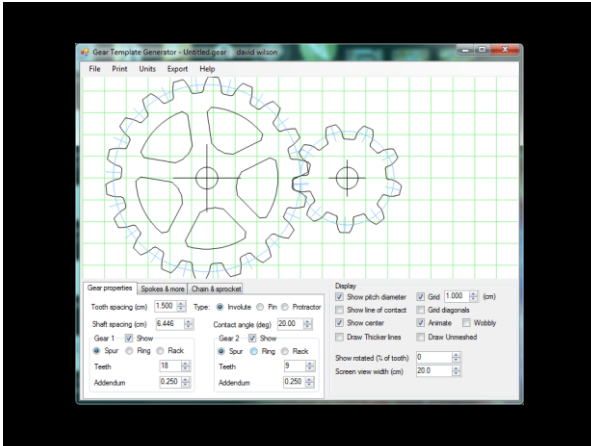 Gear Template Generator - Untitled.gear david wilson
File Print Units Export Help
Gear properties Spokes & more Chain & sprocket
Tooth spacing (cm) 1.500 Type: Involute Pin Protractor
Shaft spacing (cm) 6.446 Contact angle (deg) 20.00
Gear 1 Show
Spur Ring Rack
Teeth 18
Addendum 0.250
Gear 2 Show
Spur Ring Rack
Teeth 9
Addendum 0.250
Display
Show pitch diameter Grid 1.000 (cm)
Show line of contact Grid diagonals
Show center Animate Wobbly
Draw Thicker lines Draw Unmeshed
Show rotated (% of tooth) 0
Screen view width (cm) 20.0